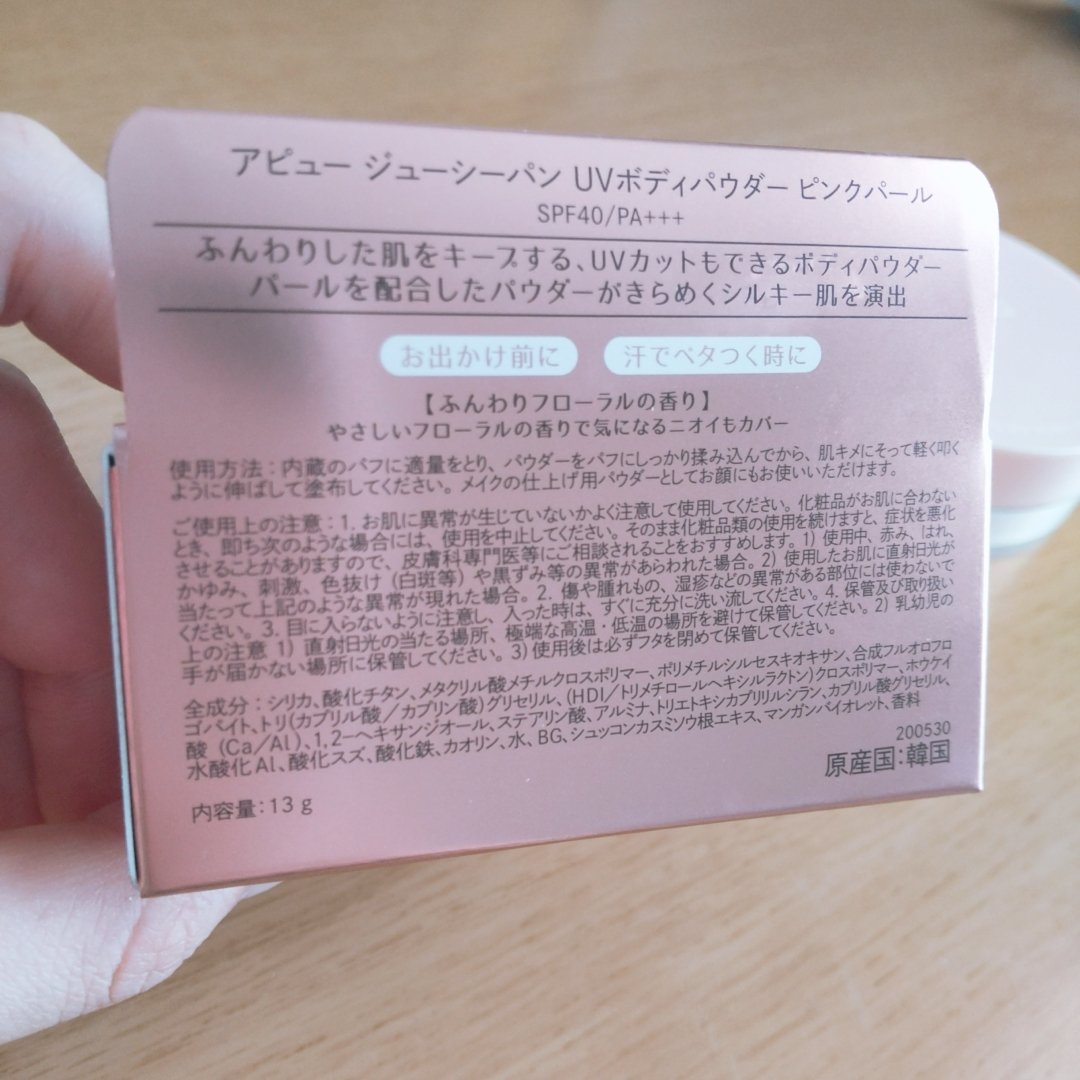 アピュー ジューシーパン UVボディパウダー ピンクパール
SPF40/PA+++
ふんわりした肌をキープする、UVカットもできるボディパウダー
パールを配合したパウダーがきらめくシルキー肌を演出
お出かけ前に 汗でベタつく時に
【ふんわりフローラルの香り】
やさしいフローラルの香りで気になるニオイもカバー
使用方法：内蔵のパフに適量をとり、パウダーをパフにしっかり揉み込んでから、肌キメにそって軽く叩く
ように伸ばして塗布してください。メイクの仕上げ用パウダーとしてお顔にもお使いいただけます。
ご使用上の注意：1. お肌に異常が生じていないかよく注意して使用してください。化粧品がお肌に合わない
とき、即ち次のような場合には、使用を中止してください。そのまま化粧品類の使用を続けますと、症状を悪化
させることがありますので、皮膚科専門医等にご相談されることをおすすめします。1) 使用中、赤み、はれ、
かゆみ、刺激、色抜け（白斑等）や黒ずみ等の異常があらわれた場合。2) 使用したお肌に直射日光が
当たって上記のような異常が現れた場合。2. 傷や腫れもの、湿疹などの異常がある部位には使わないで
ください。3. 目に入らないように注意し、入った時は、すぐに充分に洗い流してください。4. 保管及び取り扱い
上の注意 1) 直射日光の当たる場所、極端な高温・低温の場所を避けて保管してください。2) 乳幼児の
手が届かない場所に保管してください。3) 使用後は必ずフタを閉めて保管してください。
全成分：シリカ、酸化チタン、メタクリル酸メチルクロスポリマー、ポリメチルシルセスキオキサン、合成フルオロフロ
ゴパイト、トリ(カプリル酸／カプリン酸)グリセリル、(HDI／トリメチロールヘキシルラクトン)クロスポリマー、ホウケイ
酸（Ca／Al）、1,2－ヘキサンジオール、ステアリン酸、アルミナ、トリエトキシカプリリルシラン、カプリル酸グリセリル、
水酸化Al、酸化スズ、酸化鉄、カオリン、水、BG、シュッコンカスミソウ根エキス、マンガンバイオレット、香料
200530
内容量：13 g 原産国：韓国